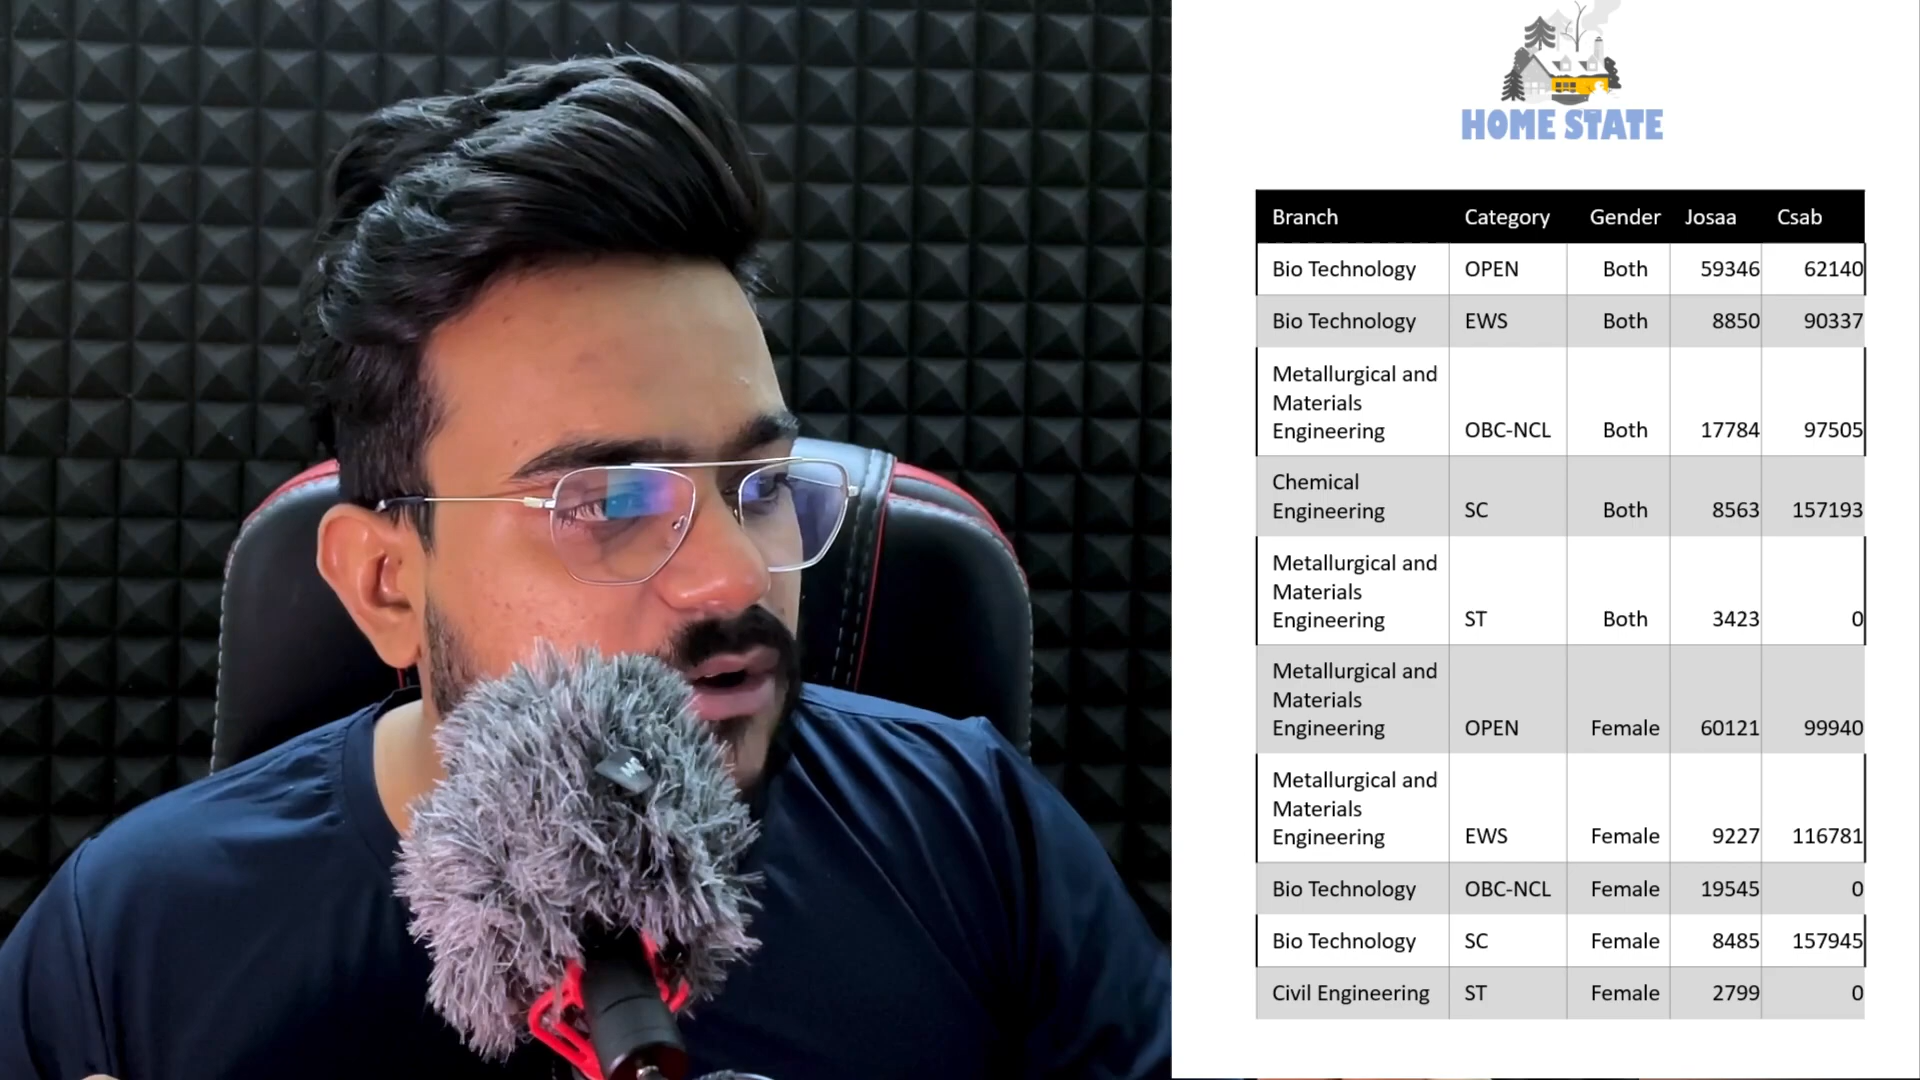 HOME STATE
Branch Category Gender Josaa Csab
Bio Technology OPEN Both 59346 62140
Bio Technology EWS Both 8850 90337
Metallurgical and
Materials
Engineering OBC-NCL Both 17784 97505
Chemical
Engineering SC Both 8563 157193
Metallurgical and
Materials
Engineering ST Both 3423 0
Metallurgical and
Materials
Engineering OPEN Female 60121 99940
Metallurgical and
Materials
Engineering EWS Female 9227 116781
Bio Technology OBC-NCL Female 19545 0
Bio Technology SC Female 8485 157945
Civil Engineering ST Female 2799 0